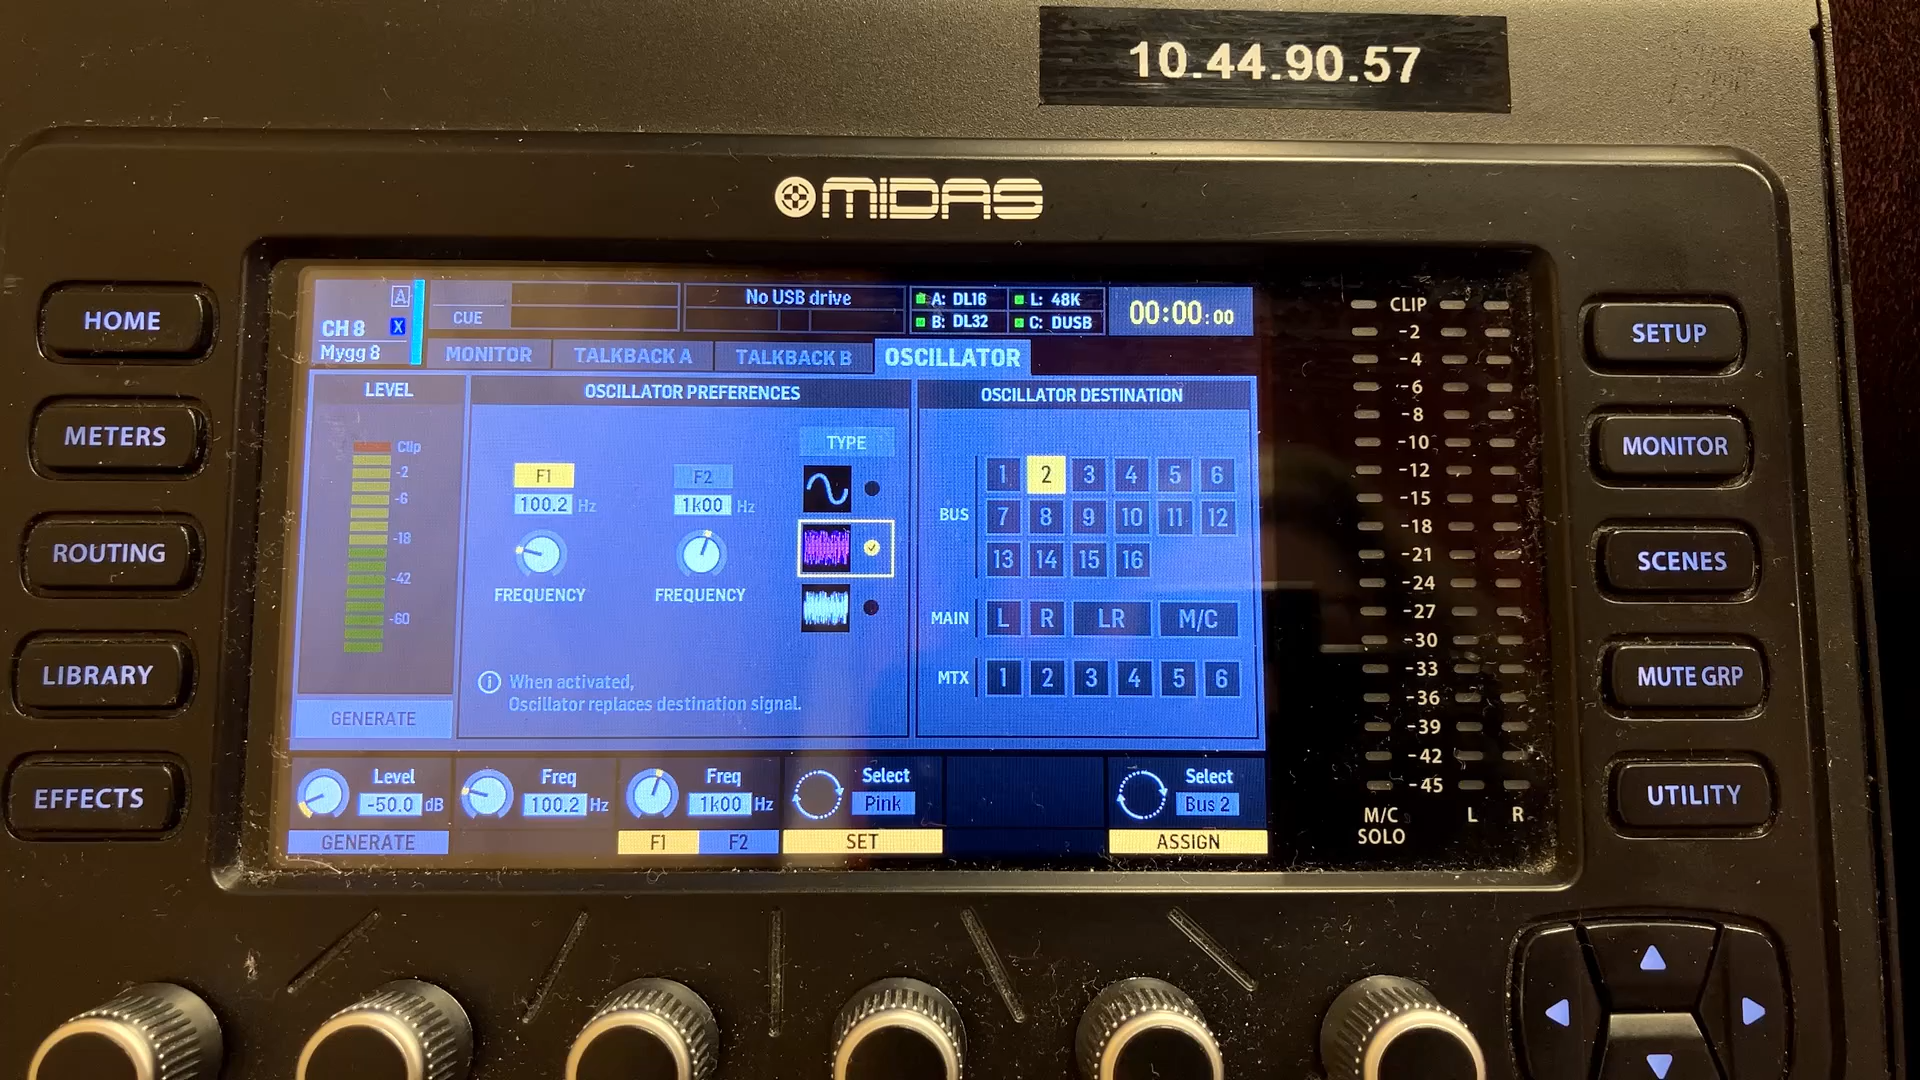 10.44.90.57
MIDAS
HOME
METERS
ROUTING
LIBRARY
EFFECTS
CH 8 A X
Mygg 8
CUE
No USB drive
A: DL16 L: 48K
B: DL32 C: DUSB
00:00:00
MONITOR TALKBACK A TALKBACK B OSCILLATOR
LEVEL
Clip
-2
-6
-18
-42
-60
GENERATE
OSCILLATOR PREFERENCES
TYPE
F1 F2
100.2 Hz 1k00 Hz
FREQUENCY FREQUENCY
When activated,
Oscillator replaces destination signal.
OSCILLATOR DESTINATION
BUS
1 2 3 4 5 6
7 8 9 10 11 12
13 14 15 16
MAIN L R LR M/C
MTX 1 2 3 4 5 6
Level
-50.0 dB
GENERATE
Freq
100.2 Hz
Freq
1k00 Hz
F1 F2
Select
Pink
SET
Select
Bus 2
ASSIGN
CLIP
-2
-4
-6
-8
-10
-12
-15
-18
-21
-24
-27
-30
-33
-36
-39
-42
-45
M/C L R
SOLO
SETUP
MONITOR
SCENES
MUTE GRP
UTILITY